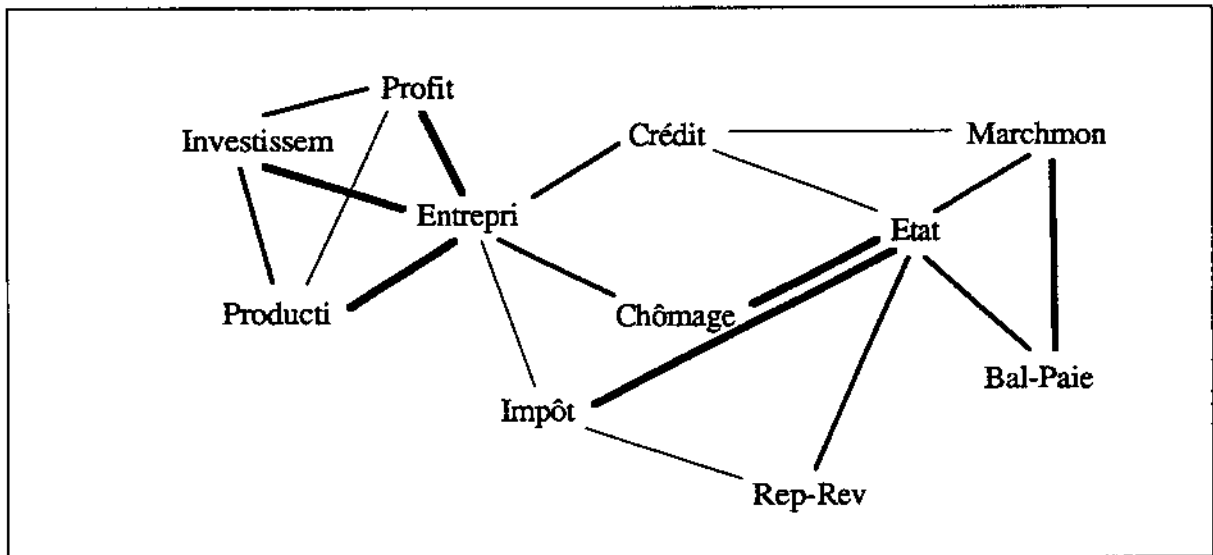 Profit
Investissem
Crédit
Marchmon
Entrepri
Etat
Producti
Chômage
Bal-Paie
Impôt
Rep-Rev